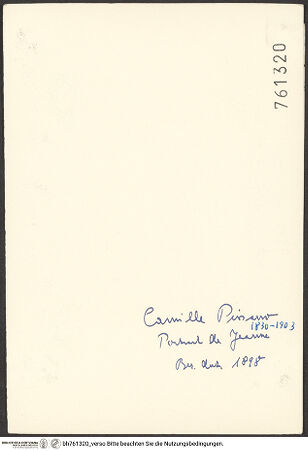 761320
Camille Pissarro
1830-1903
Portrait de Jeanne
Bez. dat. 1898
bh761320_verso Bitte beachten Sie die Nutzungsbedingungen.